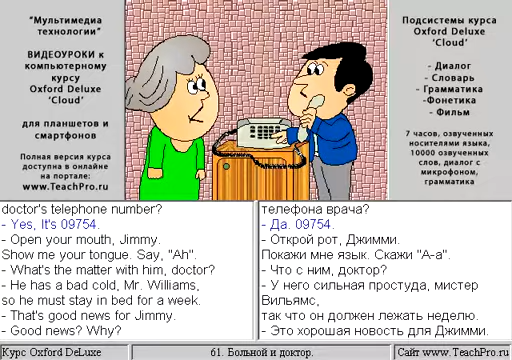 "Мультимедиа
технологии"
ВИДЕОУРОКИ к
компьютерному
курсу
Oxford Deluxe
'Cloud'
для планшетов и
смартфонов
Полная версия курса
доступна в онлайне
на портале:
www.TeachPro.ru
Подсистемы курса
Oxford Deluxe
'Cloud'
- Диалог
- Словарь
- Грамматика
-Фонетика
- Фильм
7 часов, озвученных
носителями языка,
10000 озвученных
слов, диалог с
микрофоном,
грамматика
doctor's telephone number?
- Yes, It's 09754.
- Open your mouth, Jimmy.
Show me your tongue. Say, "Ah".
- What's the matter with him, doctor?
- He has a bad cold, Mr. Williams,
so he must stay in bed for a week.
- That's good news for Jimmy.
- Good news? Why?
телефона врача?
- Да. 09754.
- Открой рот, Джимми.
Покажи мне язык. Скажи "А-а".
- Что с ним, доктор?
- У него сильная простуда, мистер
Вильямс,
так что он должен лежать неделю.
- Это хорошая новость для Джимми.
Курс Oxford DeLuxe
61. Больной и доктор.
Сайт www.TeachPro.ru